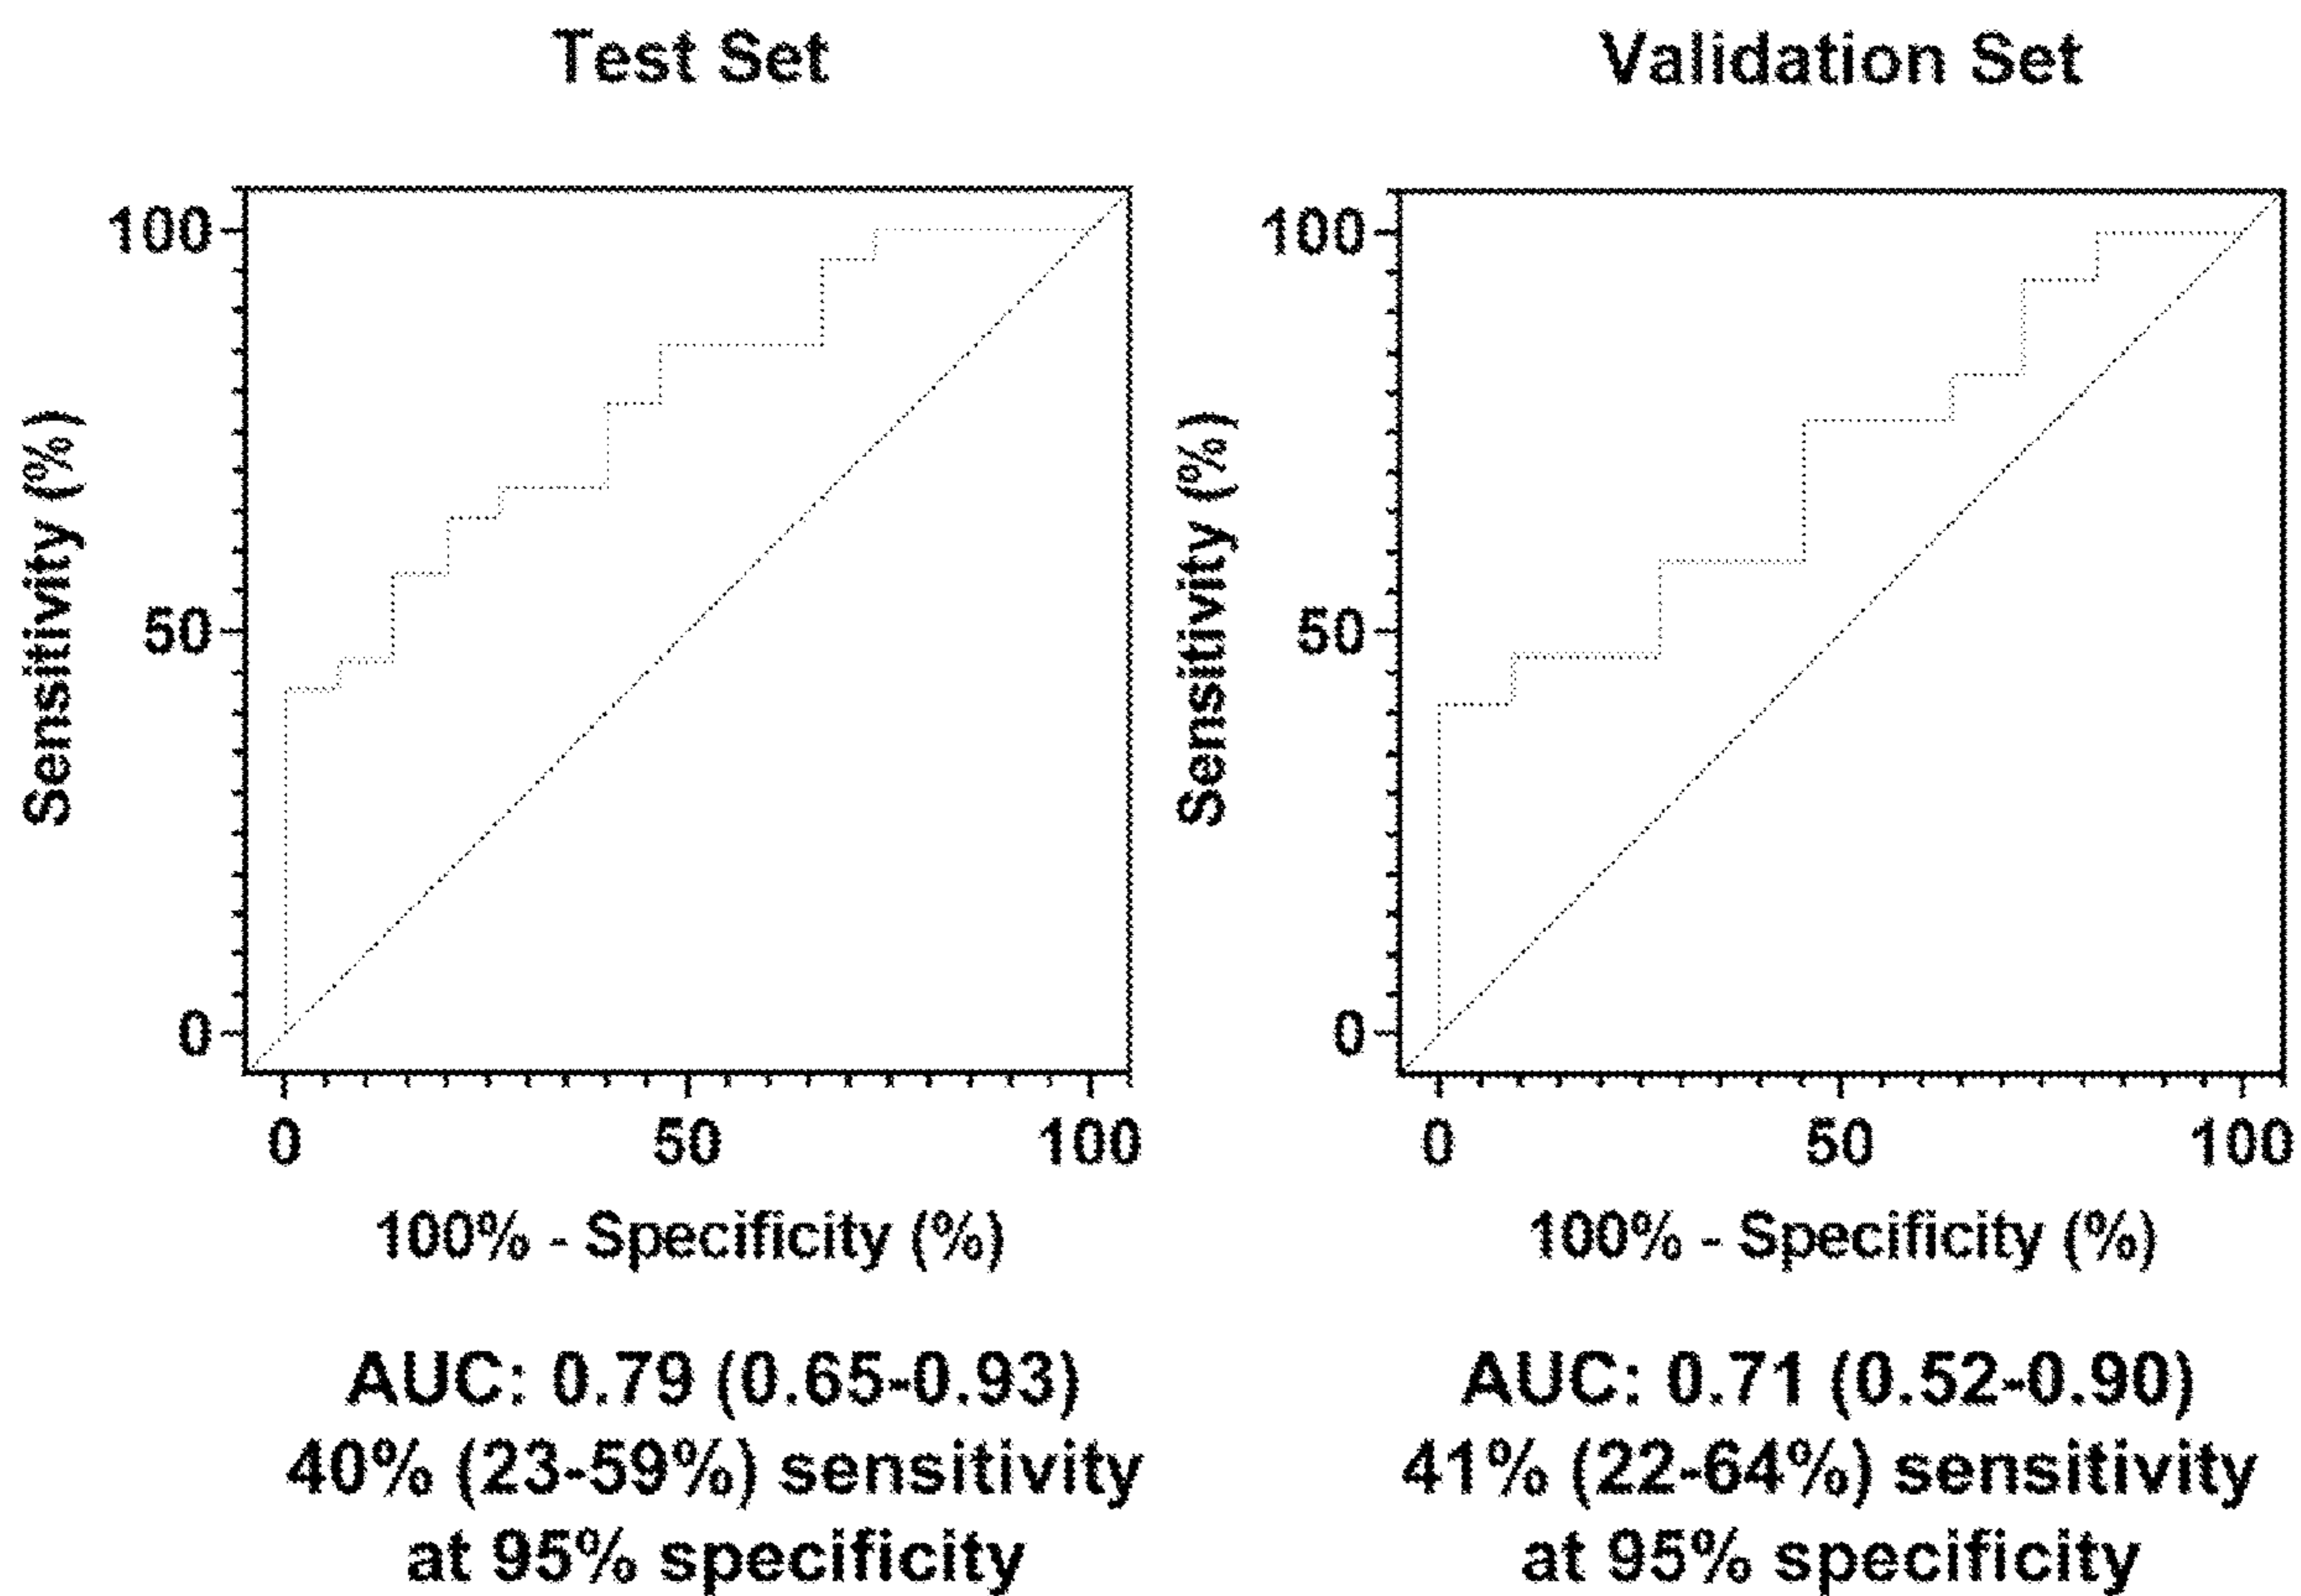 Test Set
100
50
0
Sensitivity (%)
0 50 100
100% - Specificity (%)
AUC: 0.79 (0.65-0.93)
40% (23-59%) sensitivity
at 95% specificity
Validation Set
100
50
0
Sensitivity (%)
0 50 100
100% - Specificity (%)
AUC: 0.71 (0.52-0.90)
41% (22-64%) sensitivity
at 95% specificity